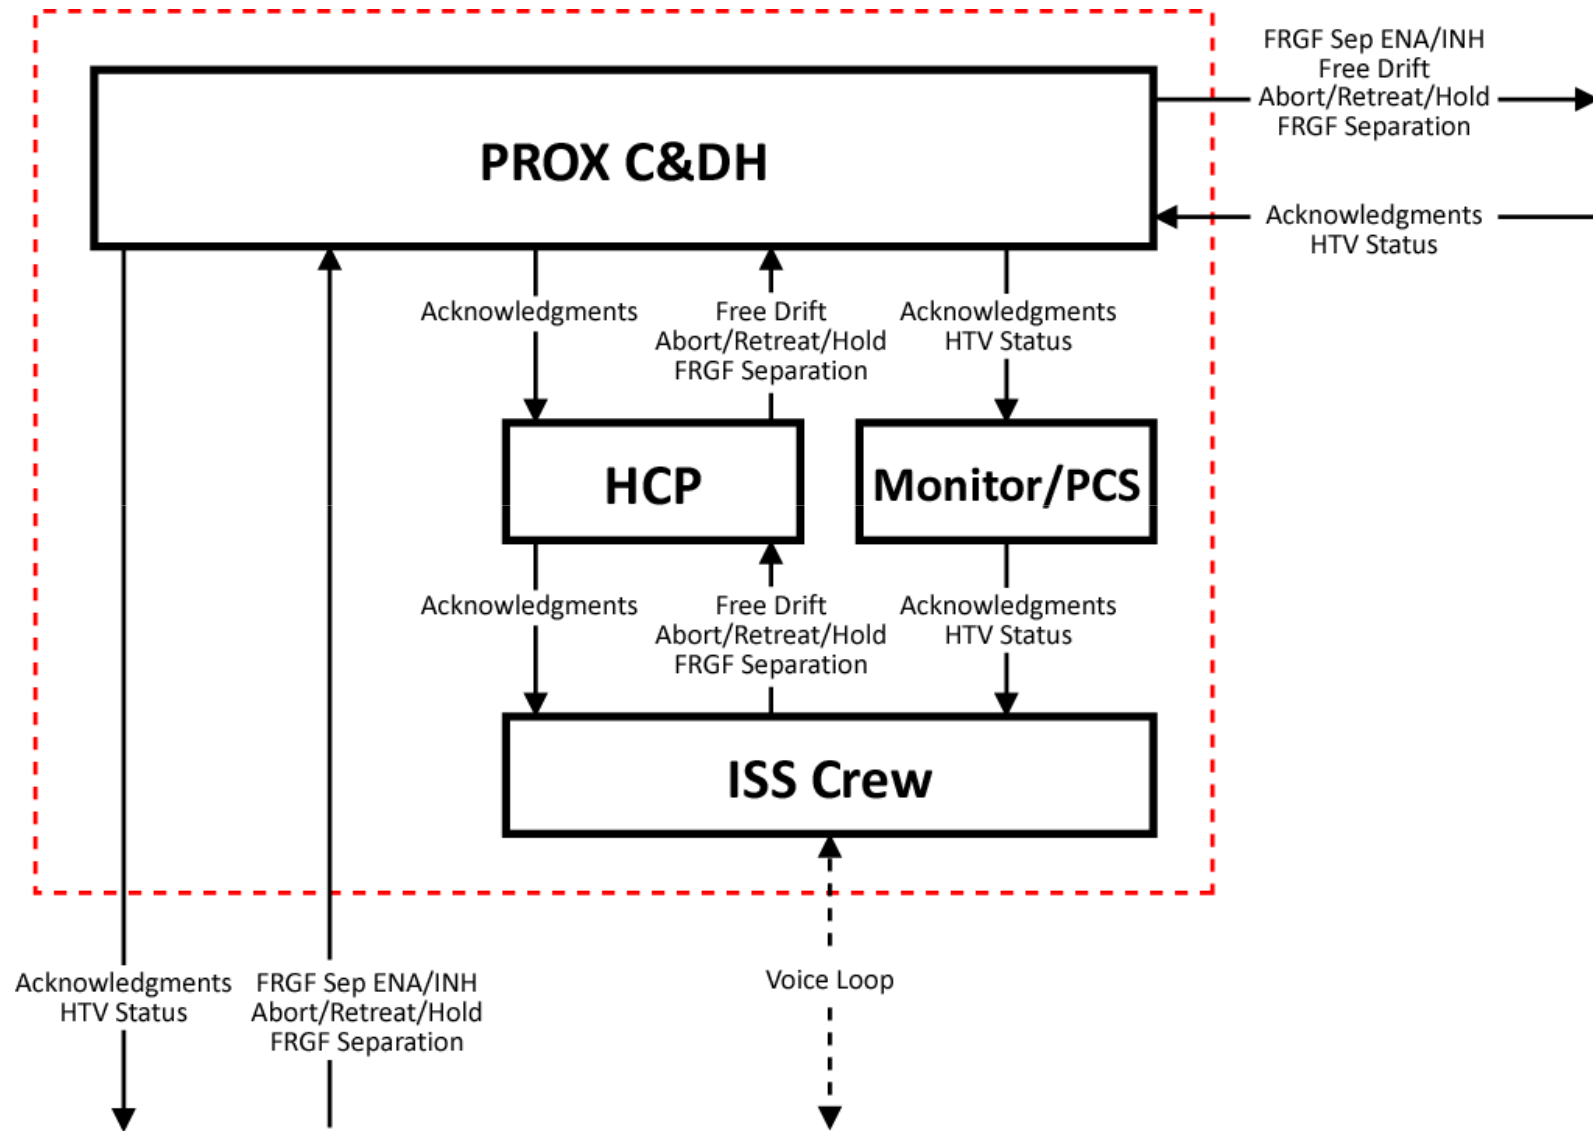 FRGF Sep ENA/INH
Free Drift
Abort/Retreat/Hold
FRGF Separation
PROX C&DH
Acknowledgments
HTV Status
Acknowledgments
Free Drift
Abort/Retreat/Hold
FRGF Separation
Acknowledgments
HTV Status
HCP
Monitor/PCS
Acknowledgments
Free Drift
Abort/Retreat/Hold
FRGF Separation
Acknowledgments
HTV Status
ISS Crew
Acknowledgments
HTV Status
FRGF Sep ENA/INH
Abort/Retreat/Hold
FRGF Separation
Voice Loop